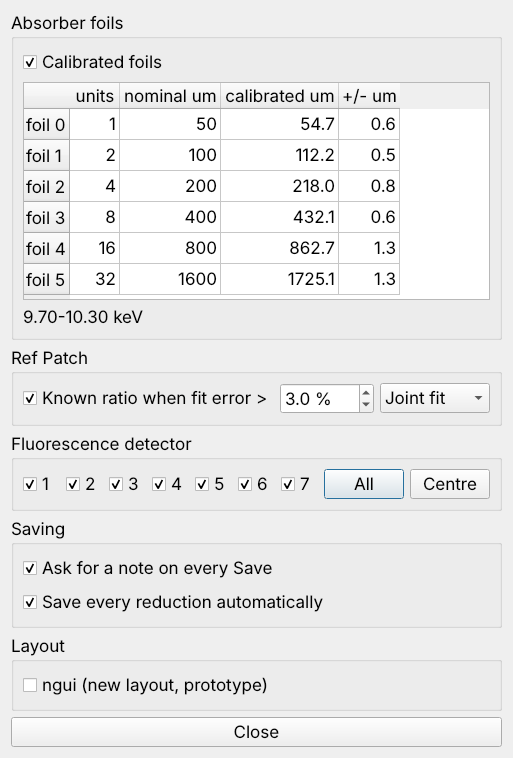 Absorber foils
Calibrated foils
units nominal um calibrated um +/- um
foil 0 1 50 54.7 0.6
foil 1 2 100 112.2 0.5
foil 2 4 200 218.0 0.8
foil 3 8 400 432.1 0.6
foil 4 16 800 862.7 1.3
foil 5 32 1600 1725.1 1.3
9.70-10.30 keV
Ref Patch
Known ratio when fit error > 3.0 % Joint fit
Fluorescence detector
1 2 3 4 5 6 7 All Centre
Saving
Ask for a note on every Save
Save every reduction automatically
Layout
ngui (new layout, prototype)
Close